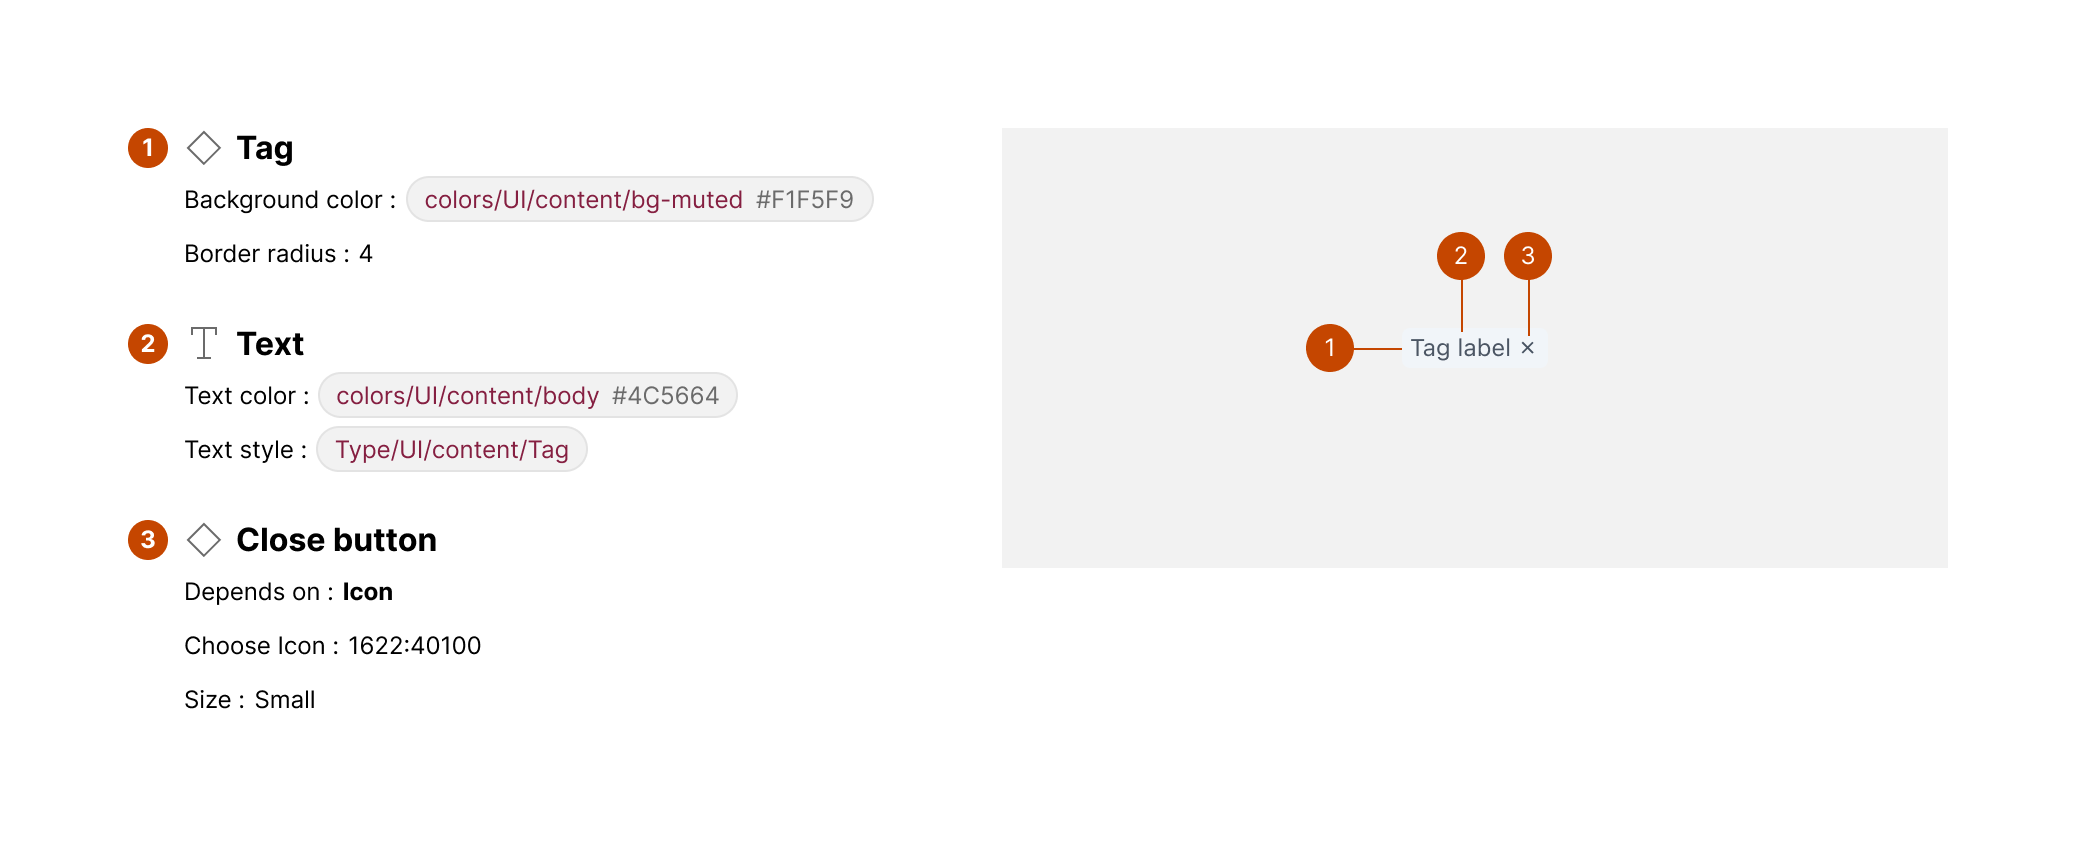 1 Tag
Background color : colors/UI/content/bg-muted #F1F5F9
Border radius : 4
2 Text
Text color : colors/UI/content/body #4C5664
Text style : Type/UI/content/Tag
3 Close button
Depends on : Icon
Choose Icon : 1622:40100
Size : Small
2 3
1 Tag label ×